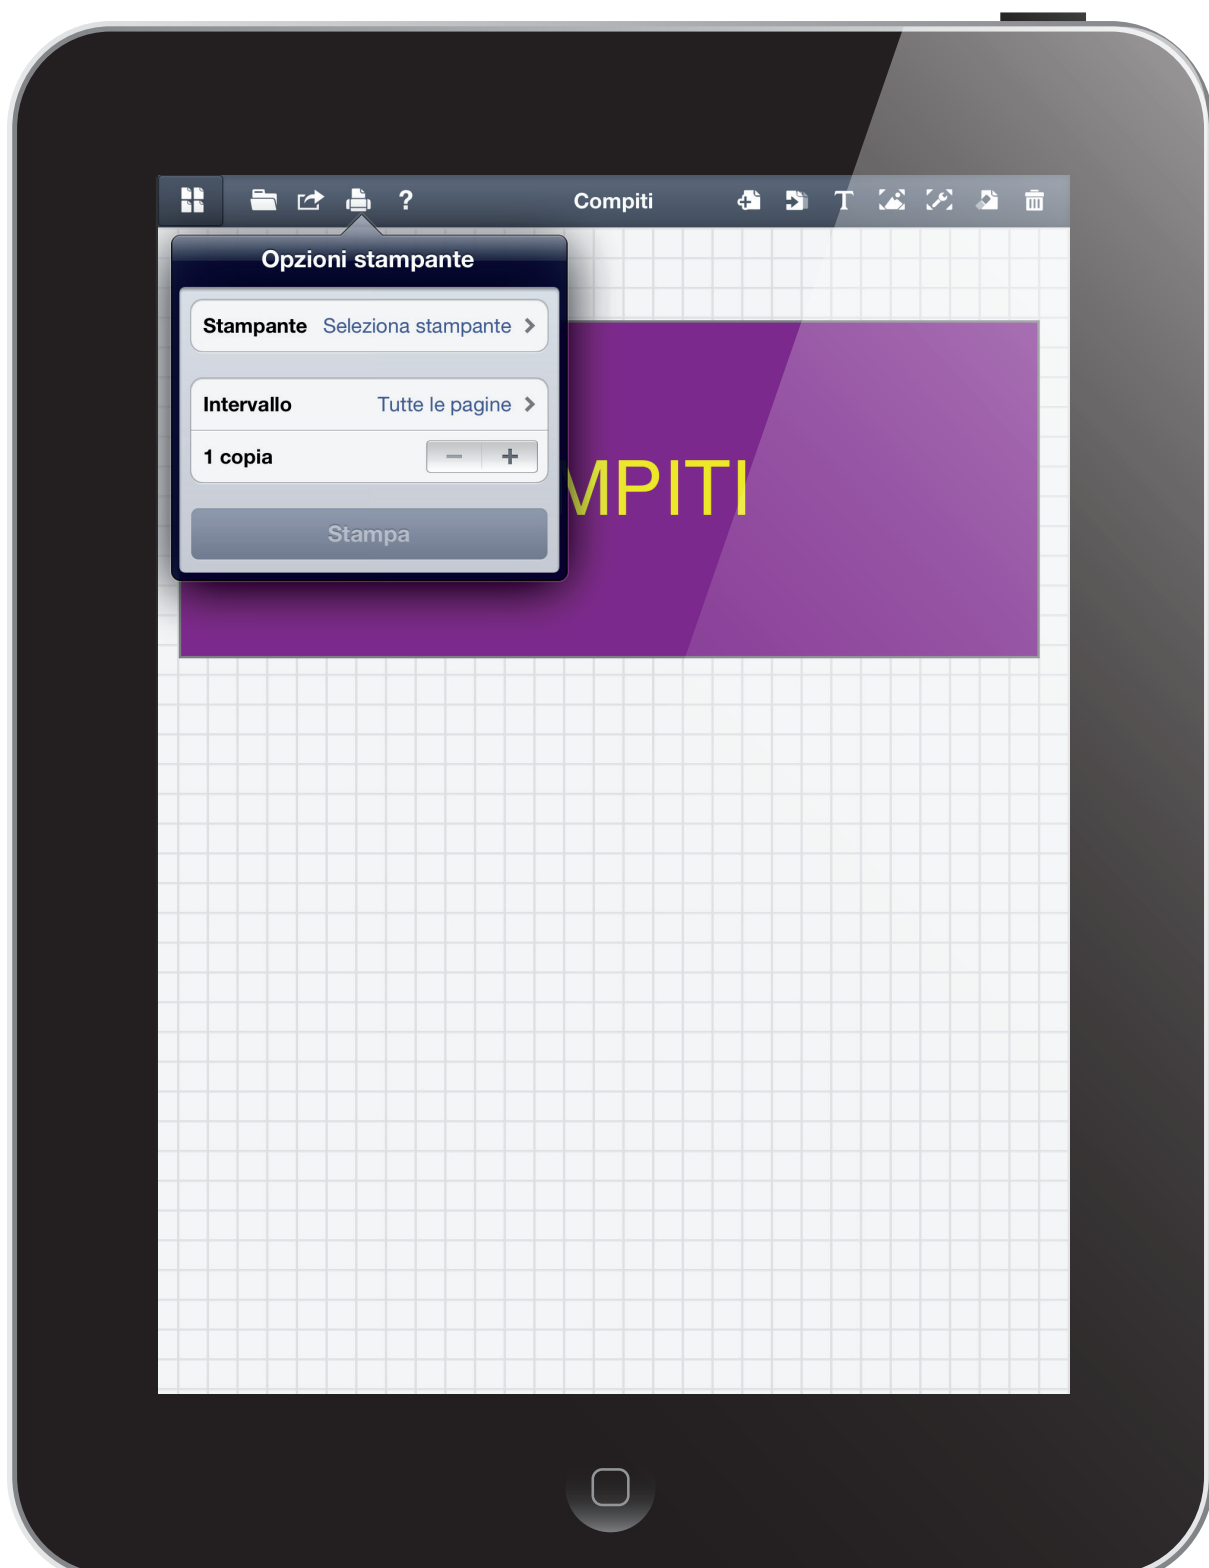 ? Compiti T
Opzioni stampante
Stampante Seleziona stampante
Intervallo Tutte le pagine
1 copia - +
MPITI
Stampa